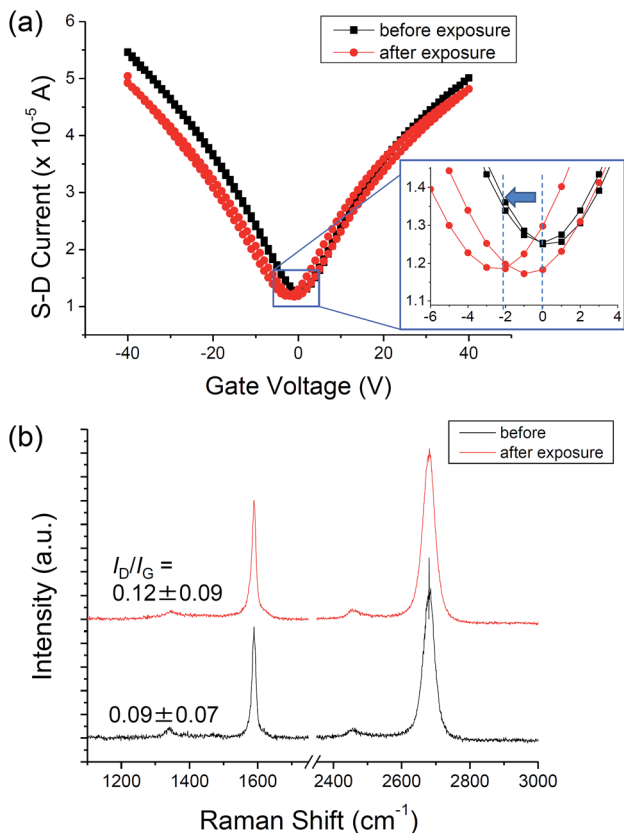 (a)
before exposure
after exposure
S-D Current (x 10⁻⁵ A)
6
5
4
3
2
1
-40
-20
0
20
40
Gate Voltage (V)
1.4
1.3
1.2
1.1
-6
-4
-2
0
2
4
(b)
before
after exposure
Intensity (a.u.)
I_D/I_G =
0.12±0.09
0.09±0.07
1200
1400
1600
2400
2600
2800
3000
Raman Shift (cm⁻¹)